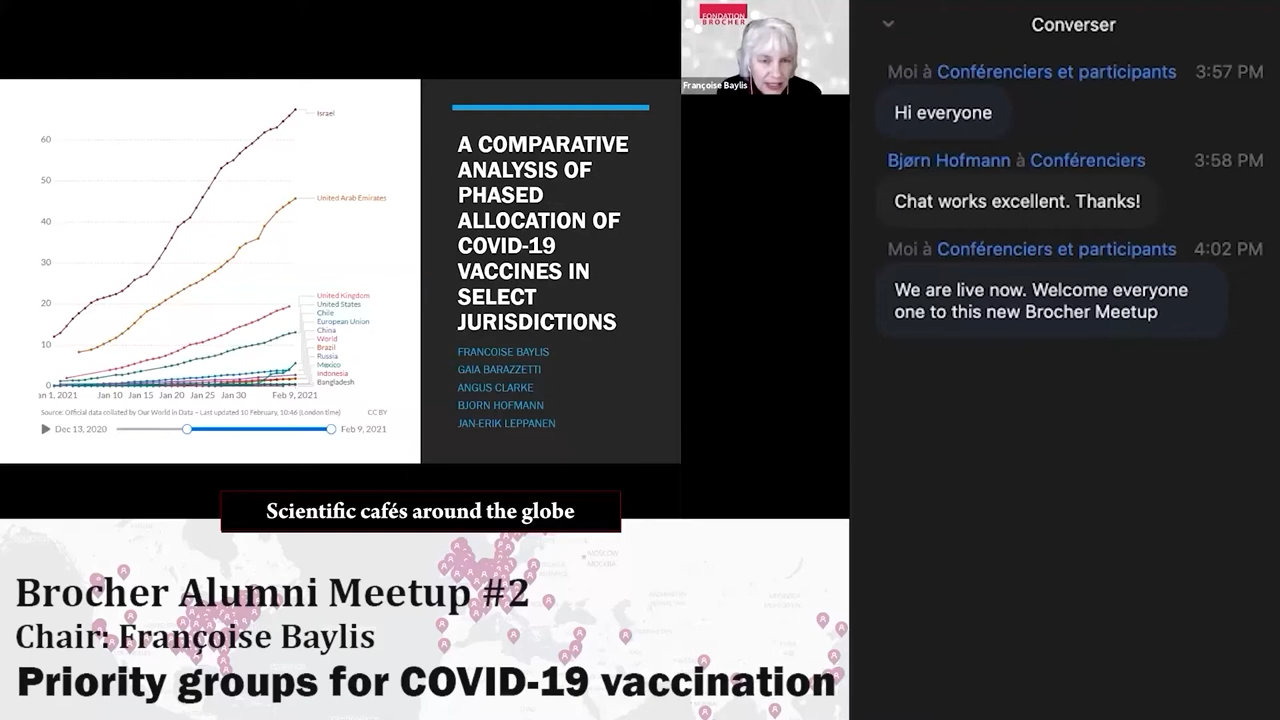 60
50
40
30
20
10
0
Israel
United Arab Emirates
United Kingdom
United States
Chile
European Union
China
World
Brazil
Russia
Mexico
Indonesia
Bangladesh
an 1, 2021
Jan 10
Jan 15
Jan 20
Jan 25
Jan 30
Feb 9, 2021
Source: Official data collated by Our World in Data – Last updated 10 February, 10:46 (London time)
CC BY
Dec 13, 2020
Feb 9, 2021
A COMPARATIVE
ANALYSIS OF
PHASED
ALLOCATION OF
COVID-19
VACCINES IN
SELECT
JURISDICTIONS
FRANCOISE BAYLIS
GAIA BARAZZETTI
ANGUS CLARKE
BJORN HOFMANN
JAN-ERIK LEPPANEN
FONDATION
BROCHER
Françoise Baylis
Converser
Moi à Conférenciers et participants 3:57 PM
Hi everyone
Bjørn Hofmann à Conférenciers 3:58 PM
Chat works excellent. Thanks!
Moi à Conférenciers et participants 4:02 PM
We are live now. Welcome everyone
one to this new Brocher Meetup
Scientific cafés around the globe
MOSCOW
МОСКВА
Brocher Alumni Meetup #2
Chair: Françoise Baylis
Priority groups for COVID-19 vaccination